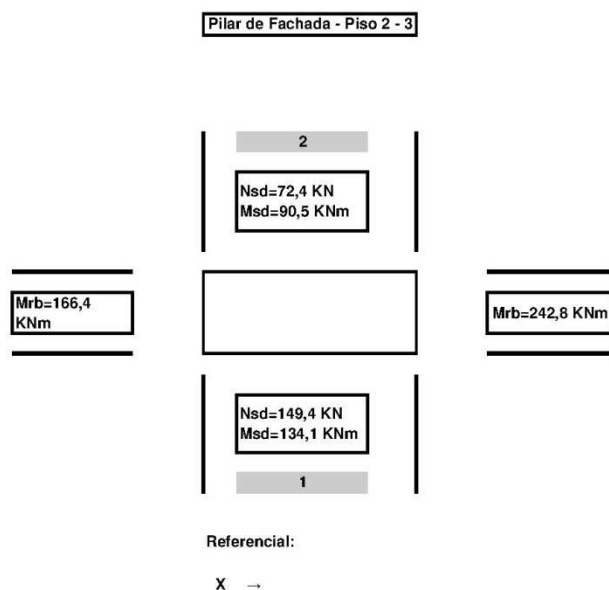 Pilar de Fachada - Piso 2 - 3
2
Nsd=72,4 KN
Msd=90,5 KNm
Mrb=166,4
KNm
Mrb=242,8 KNm
Nsd=149,4 KN
Msd=134,1 KNm
1
Referencial:
X →